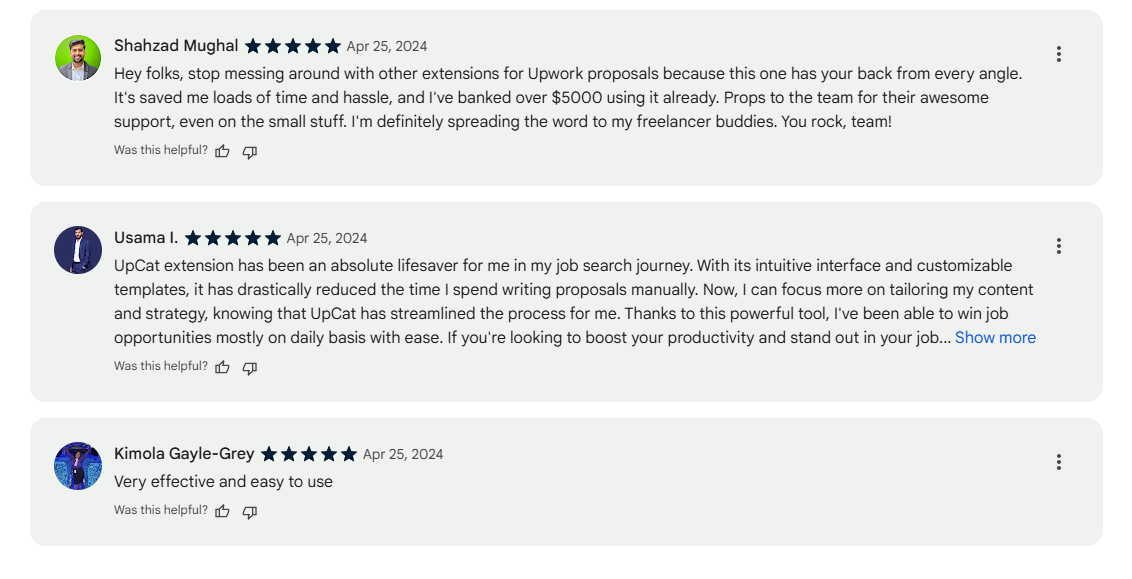 Shahzad Mughal Apr 25, 2024
Hey folks, stop messing around with other extensions for Upwork proposals because this one has your back from every angle.
It's saved me loads of time and hassle, and I've banked over $5000 using it already. Props to the team for their awesome
support, even on the small stuff. I'm definitely spreading the word to my freelancer buddies. You rock, team!
Was this helpful?
Usama I. Apr 25, 2024
UpCat extension has been an absolute lifesaver for me in my job search journey. With its intuitive interface and customizable
templates, it has drastically reduced the time I spend writing proposals manually. Now, I can focus more on tailoring my content
and strategy, knowing that UpCat has streamlined the process for me. Thanks to this powerful tool, I've been able to win job
opportunities mostly on daily basis with ease. If you're looking to boost your productivity and stand out in your job... Show more
Was this helpful?
Kimola Gayle-Grey Apr 25, 2024
Very effective and easy to use
Was this helpful?